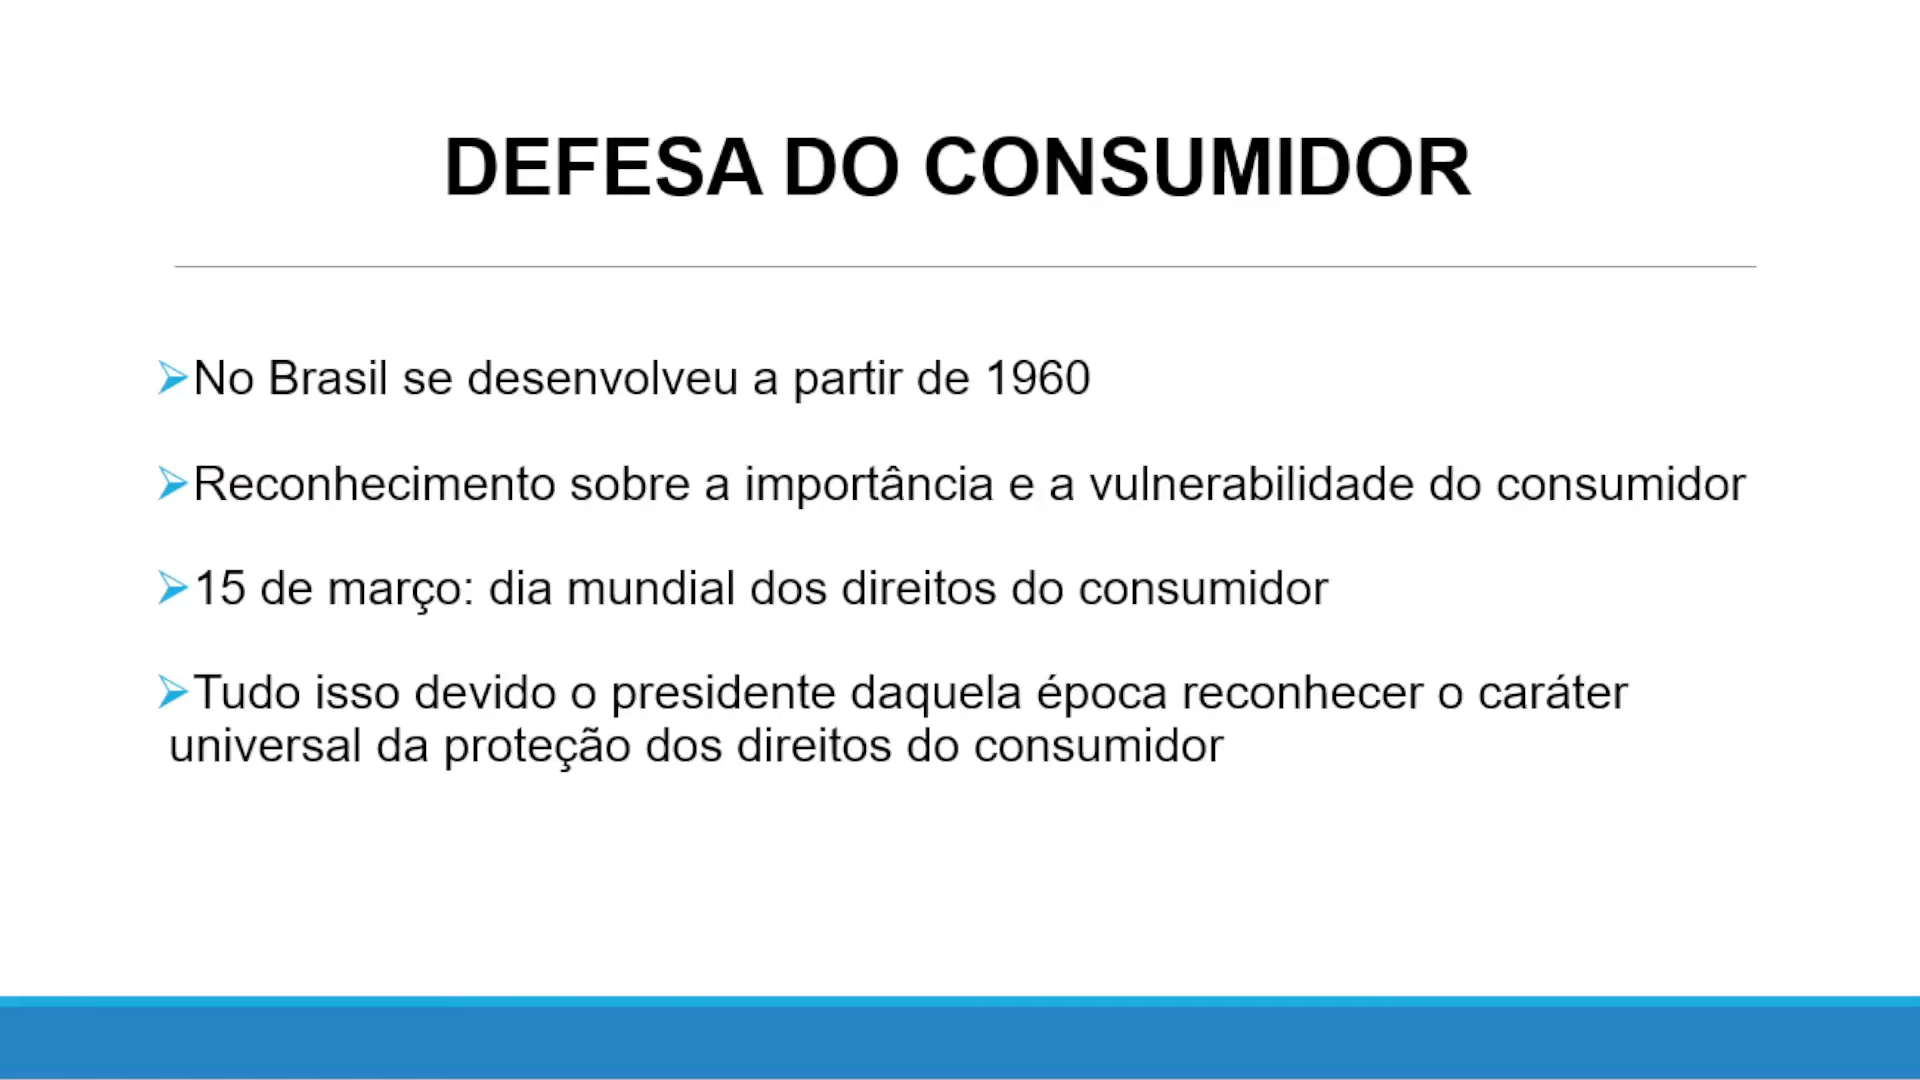 DEFESA DO CONSUMIDOR
No Brasil se desenvolveu a partir de 1960
Reconhecimento sobre a importância e a vulnerabilidade do consumidor
15 de março: dia mundial dos direitos do consumidor
Tudo isso devido o presidente daquela época reconhecer o caráter
universal da proteção dos direitos do consumidor